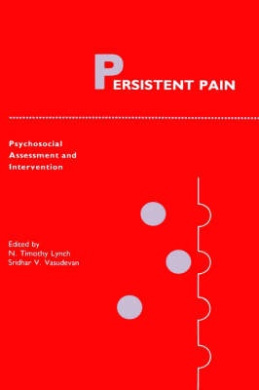 PERSISTENT PAIN
Psychosocial
Assessment and
Intervention
Edited by
N. Timothy Lynch
Sridhar V. Vasudevan